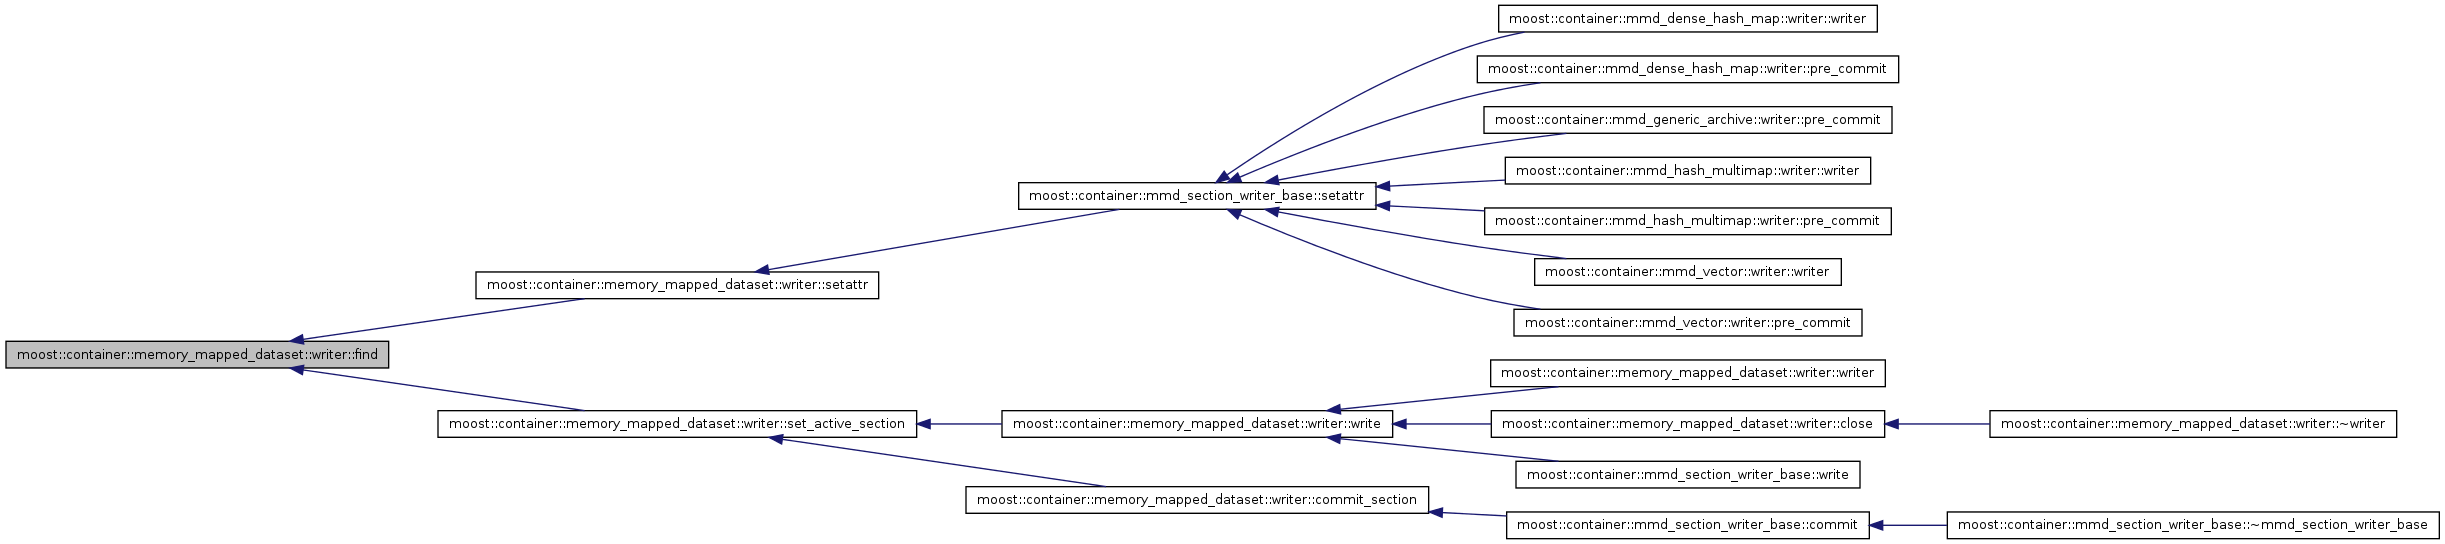 moost::container::mmd_dense_hash_map::writer::writer
moost::container::mmd_dense_hash_map::writer::pre_commit
moost::container::mmd_generic_archive::writer::pre_commit
moost::container::mmd_hash_multimap::writer::writer
moost::container::mmd_section_writer_base::setattr
moost::container::mmd_hash_multimap::writer::pre_commit
moost::container::mmd_vector::writer::writer
moost::container::memory_mapped_dataset::writer::setattr
moost::container::mmd_vector::writer::pre_commit
moost::container::memory_mapped_dataset::writer::find
moost::container::memory_mapped_dataset::writer::writer
moost::container::memory_mapped_dataset::writer::set_active_section
moost::container::memory_mapped_dataset::writer::write
moost::container::memory_mapped_dataset::writer::close
moost::container::memory_mapped_dataset::writer::~writer
moost::container::mmd_section_writer_base::write
moost::container::memory_mapped_dataset::writer::commit_section
moost::container::mmd_section_writer_base::commit
moost::container::mmd_section_writer_base::~mmd_section_writer_base